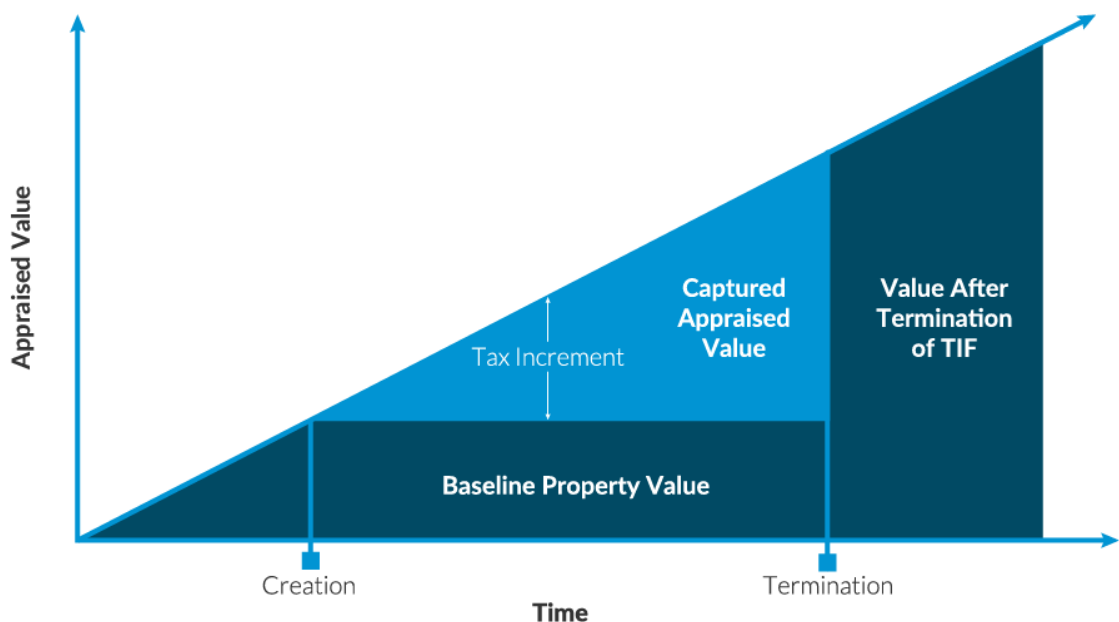 Appraised Value
Captured
Appraised
Value
Value After
Termination
of TIF
Tax Increment
Baseline Property Value
Creation
Termination
Time